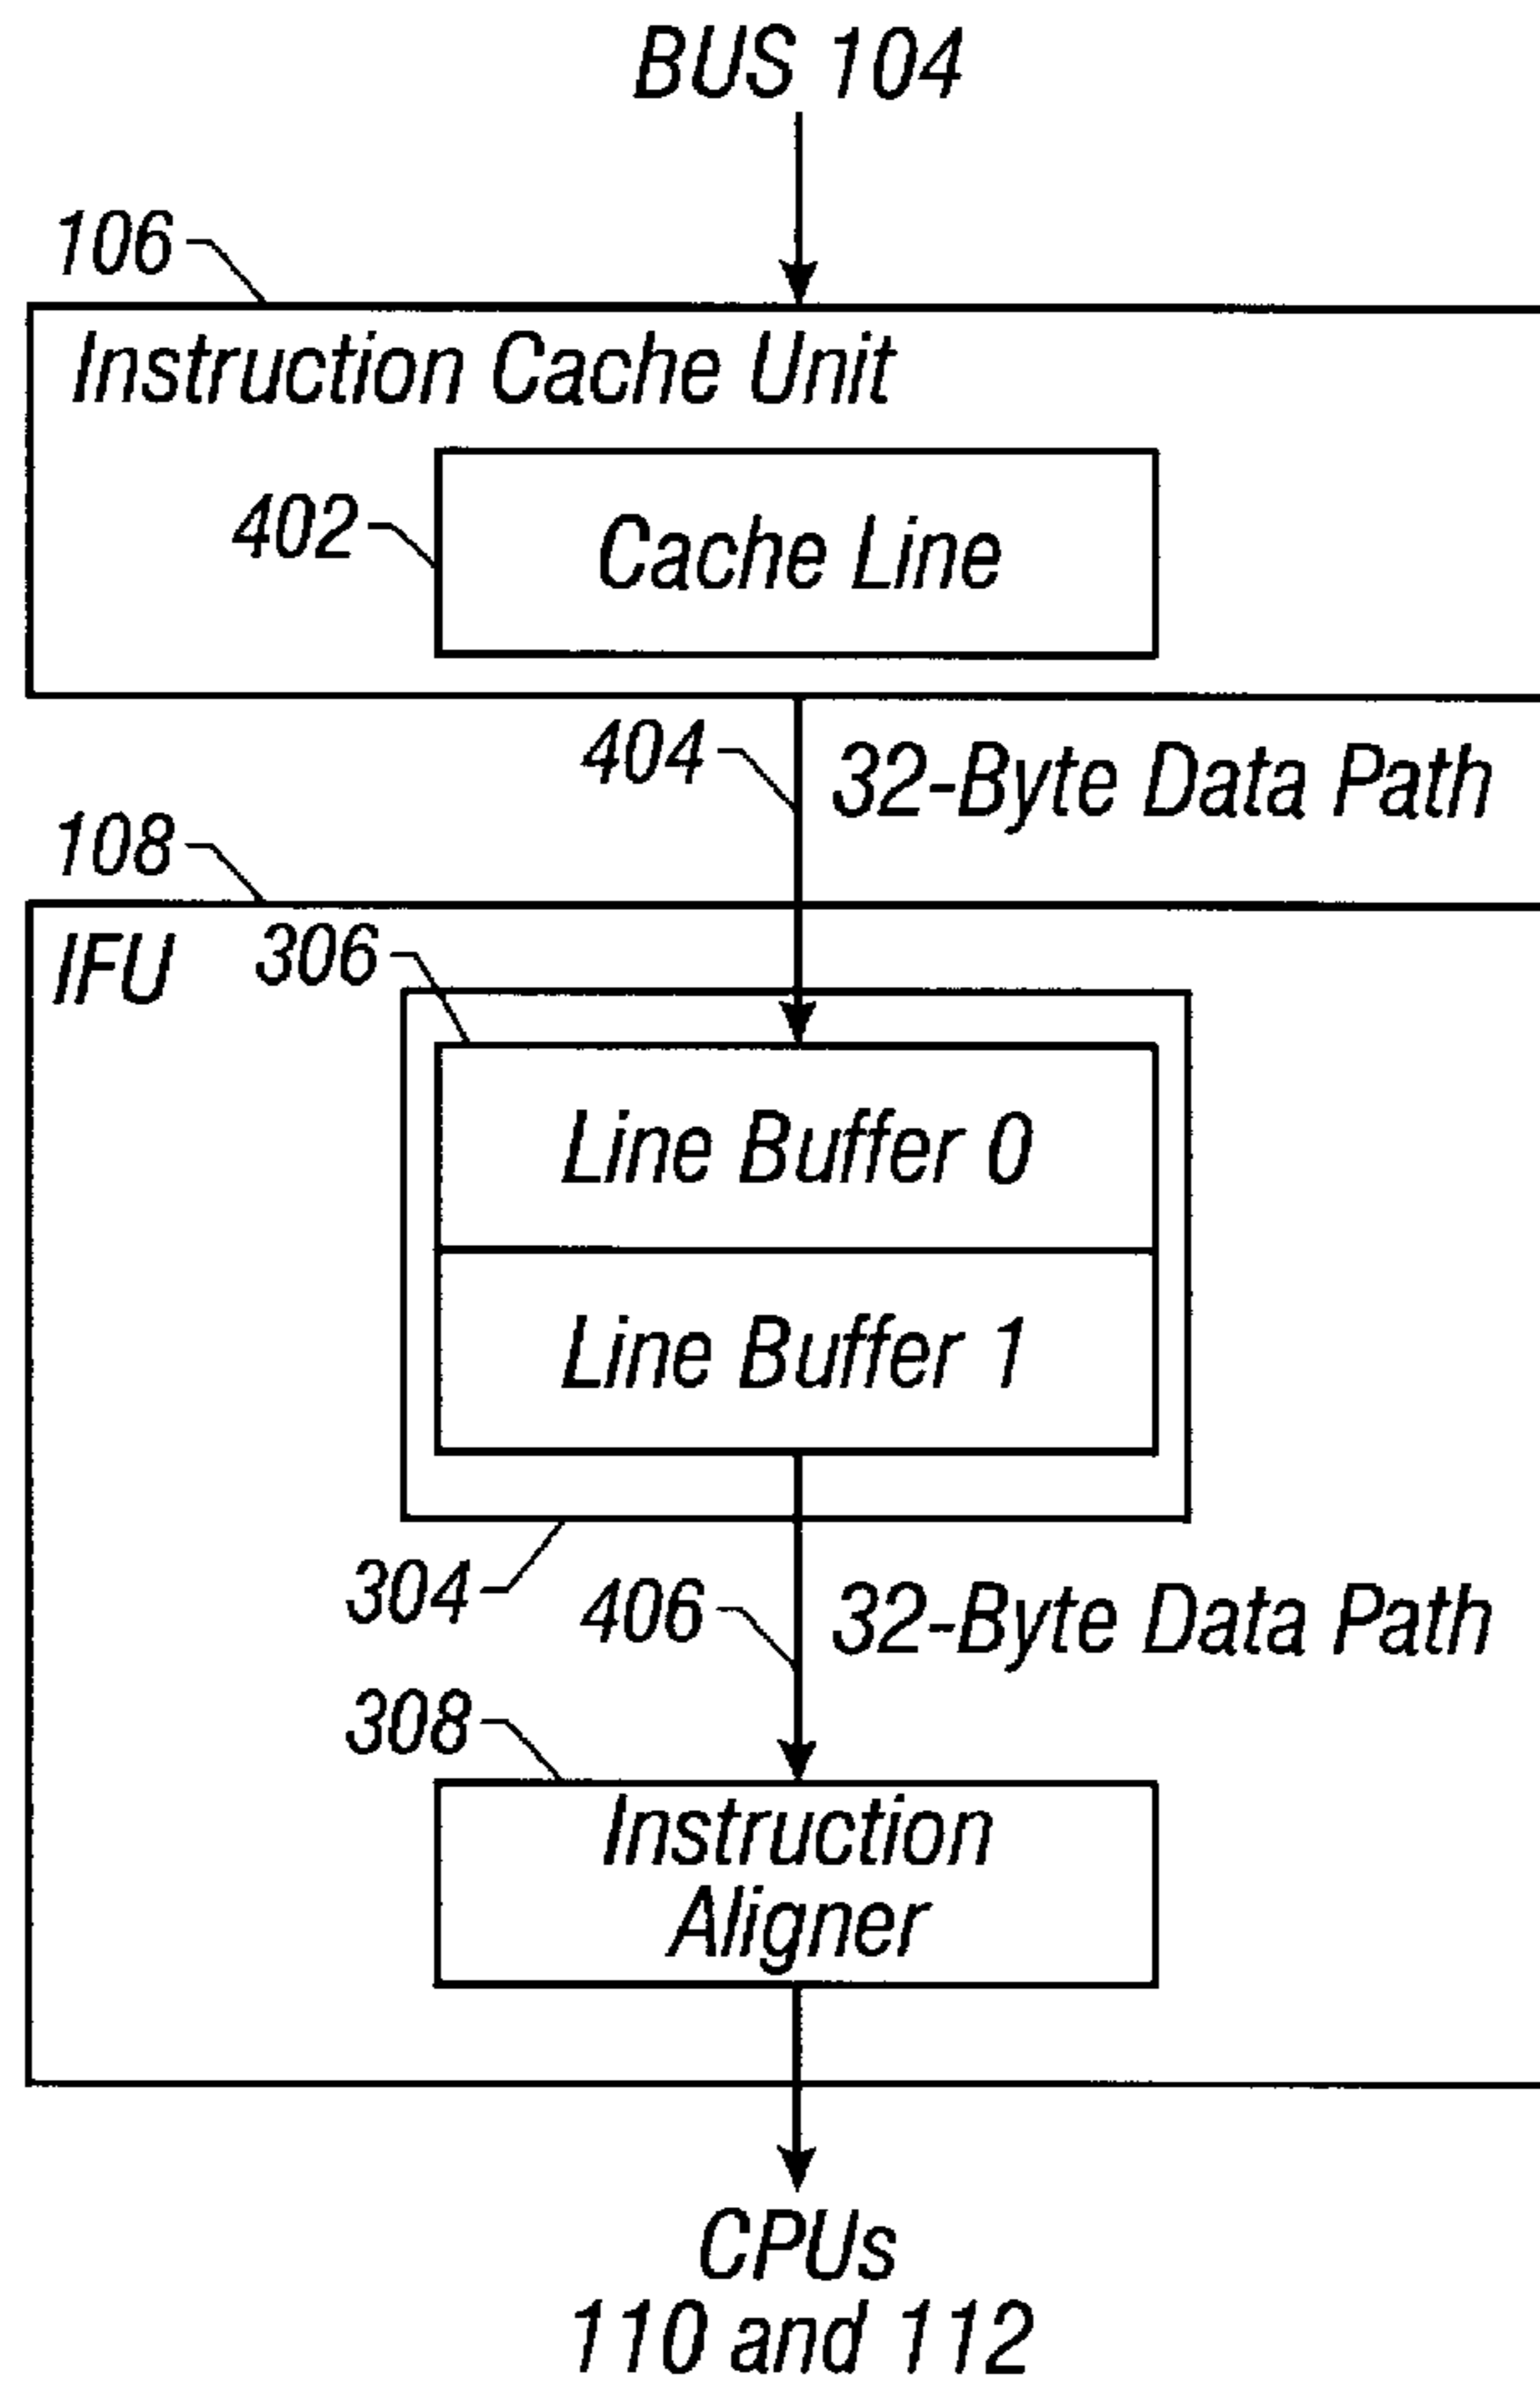 BUS 104
106
Instruction Cache Unit
402
Cache Line
404
32-Byte Data Path
108
IFU
306
Line Buffer 0
Line Buffer 1
304
406
32-Byte Data Path
308
Instruction
Aligner
CPUs
110 and 112